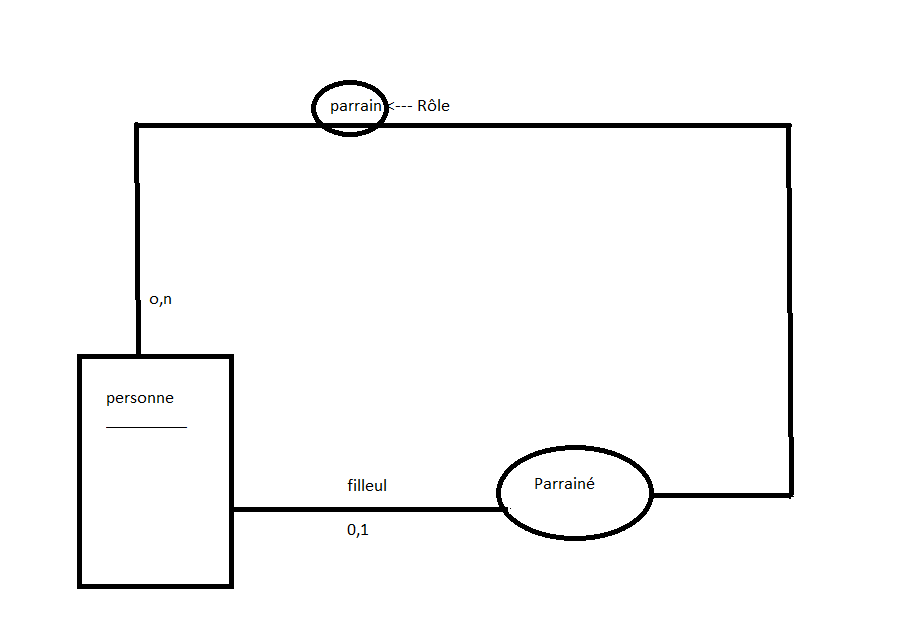 parrain <--- Rôle
o,n
personne
filleul
Parrainé
0,1